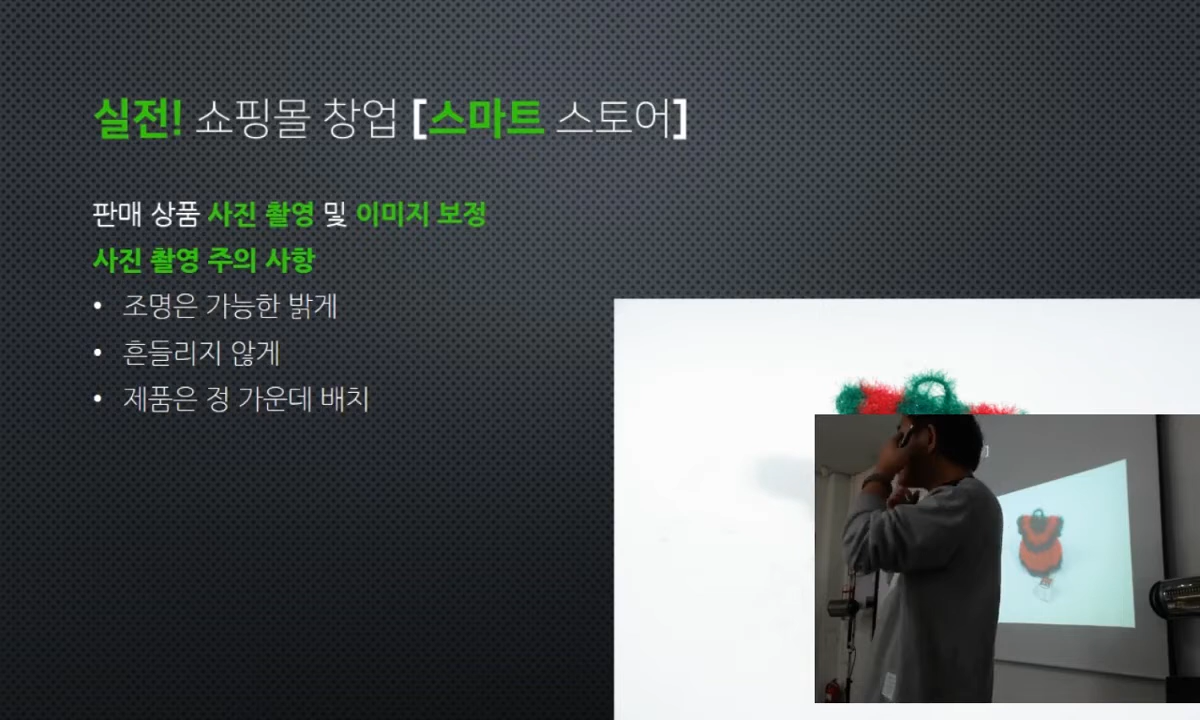 실전! 쇼핑몰 창업 [스마트 스토어]
판매 상품 사진 촬영 및 이미지 보정
사진 촬영 주의 사항
• 조명은 가능한 밝게
• 흔들리지 않게
• 제품은 정 가운데 배치